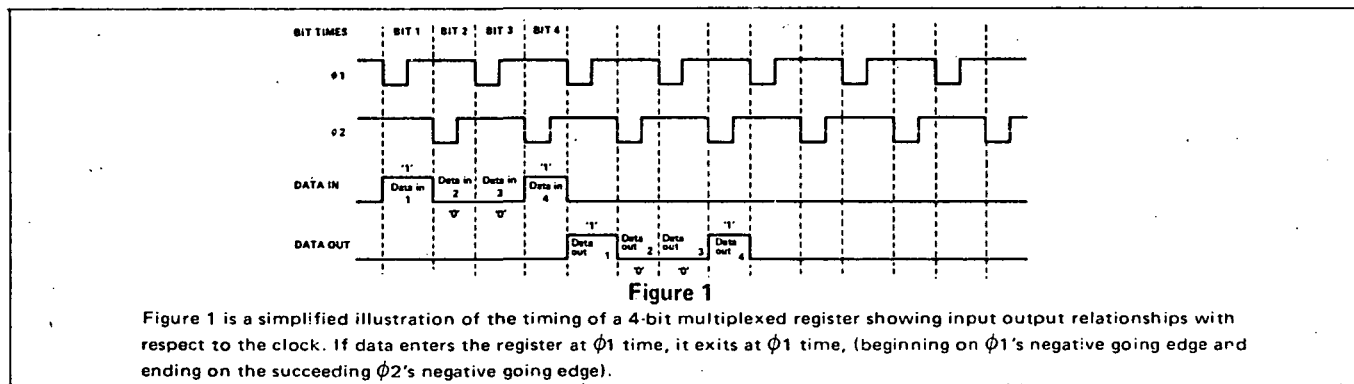 BIT TIMES BIT 1 BIT 2 BIT 3 BIT 4
ϕ1
ϕ2
'1' '1'
DATA IN Data in 1 Data in 2 Data in 3 Data in 4
'0' '0'
'1' '1'
DATA OUT Data out 1 Data out 2 Data out 3 Data out 4
'0' '0'
Figure 1
Figure 1 is a simplified illustration of the timing of a 4-bit multiplexed register showing input output relationships with
respect to the clock. If data enters the register at ϕ1 time, it exits at ϕ1 time, (beginning on ϕ1's negative going edge and
ending on the succeeding ϕ2's negative going edge).